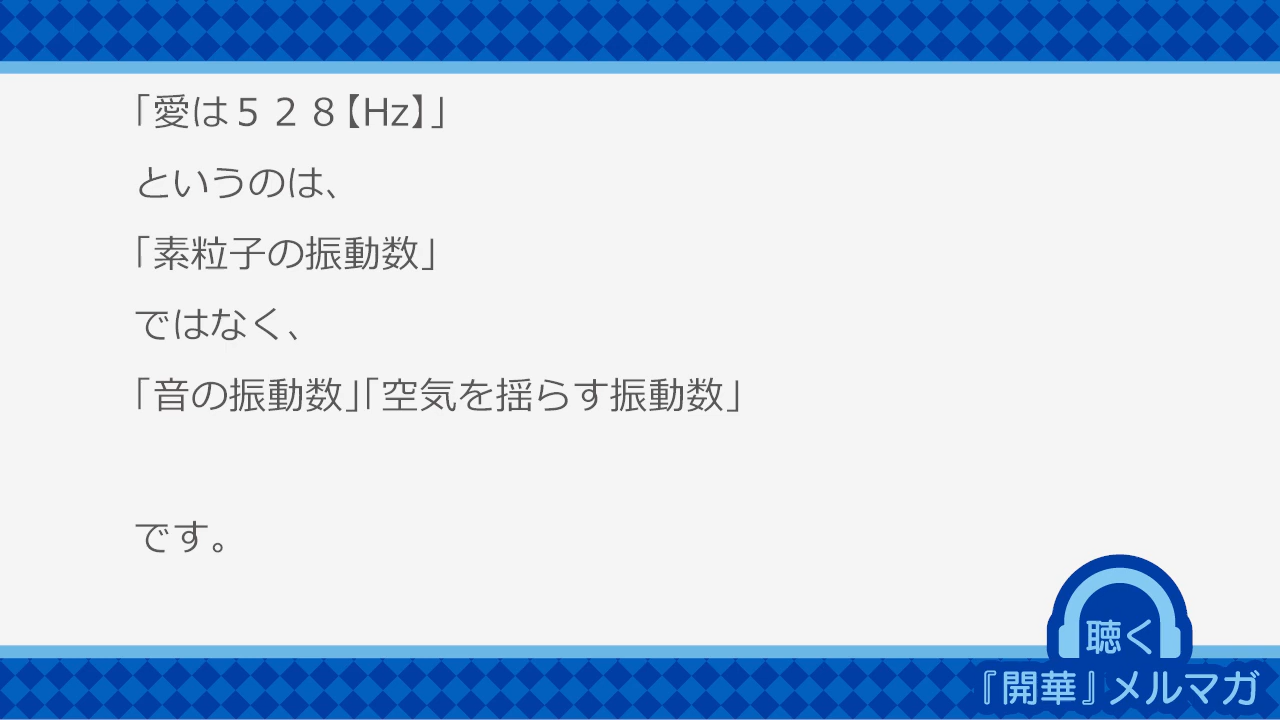 「愛は５２８【Hz】」
というのは、
「素粒子の振動数」
ではなく、
「音の振動数」「空気を揺らす振動数」
です。
聴く
『開華』メルマガ